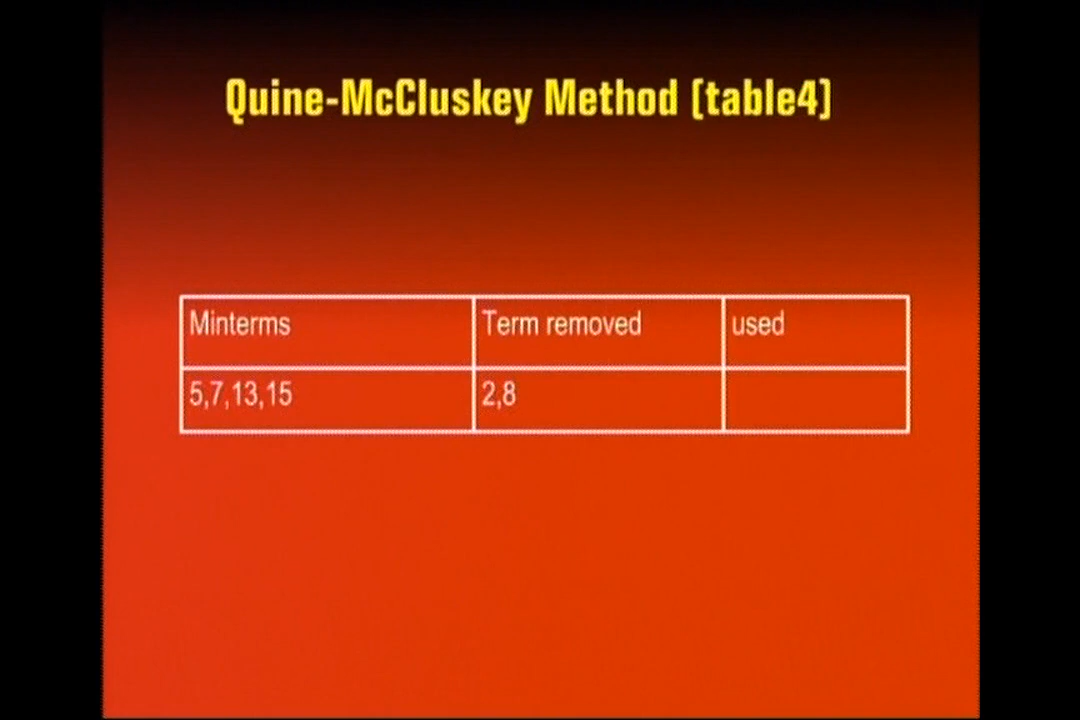 Quine-McCluskey Method (table4)
Minterms Term removed used
5,7,13,15 2,8